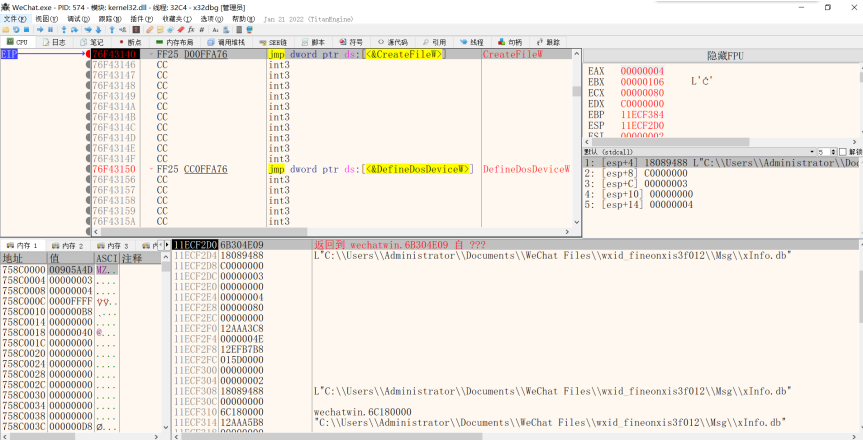 WeChat.exe - PID: 574 - 模块: kernel32.dll - 线程: 32C4 - x32dbg [管理员]
文件(F) 视图(V) 调试(D) 跟踪(N) 插件(P) 收藏夹(I) 选项(O) 帮助(H) Jan 21 2022 (TitanEngine)
CPU 日志 笔记 断点 内存布局 调用堆栈 SEH链 脚本 符号 源代码 引用 线程 句柄 跟踪
EIP 76F43140 FF25 D00FFA76 jmp dword ptr ds:[<&CreateFileW>] CreateFileW
76F43146 CC int3
76F43147 CC int3
76F43148 CC int3
76F43149 CC int3
76F4314A CC int3
76F4314B CC int3
76F4314C CC int3
76F4314D CC int3
76F4314E CC int3
76F4314F CC int3
76F43150 FF25 CC0FFA76 jmp dword ptr ds:[<&DefineDosDeviceW>] DefineDosDeviceW
76F43156 CC int3
76F43157 CC int3
76F43158 CC int3
76F43159 CC int3
76F4315A CC int3
隐藏FPU
EAX 00000004
EBX 00000106 L'Ć'
ECX 00000080
EDX C0000000
EBP 11ECF384
ESP 11ECF2D0
ESI 00000002
默认 (stdcall) 5 解锁
1: [esp+4] 18089488 L"C:\\Users\\Administrator\\Doc
2: [esp+8] C0000000
3: [esp+C] 00000003
4: [esp+10] 00000000
5: [esp+14] 00000004
内存 1 内存 2 内存 3
地址 值 ASCI 注释
758C0000 00905A4D MZ..
758C0004 00000003 ....
758C0008 00000004 ....
758C000C 0000FFFF ÿÿ..
758C0010 000000B8 ¸...
758C0014 00000000 ....
758C0018 00000040 @...
758C001C 00000000 ....
758C0020 00000000 ....
758C0024 00000000 ....
758C0028 00000000 ....
758C002C 00000000 ....
758C0030 00000000 ....
758C0034 00000000 ....
758C0038 00000000 ....
758C003C 000000D8 Ø...
11ECF2D0 6B304E09 返回到 wechatwin.6B304E09 自 ???
11ECF2D4 18089488 L"C:\\Users\\Administrator\\Documents\\WeChat Files\\wxid_fineonxis3f012\\Msg\\xInfo.db"
11ECF2D8 C0000000
11ECF2DC 00000003
11ECF2E0 00000000
11ECF2E4 00000004
11ECF2E8 00000080
11ECF2EC 00000000
11ECF2F0 12AAA3C8
11ECF2F4 0000004E
11ECF2F8 12EFB7B8
11ECF2FC 015D0000
11ECF300 00000000
11ECF304 00000002
11ECF308 18089488 L"C:\\Users\\Administrator\\Documents\\WeChat Files\\wxid_fineonxis3f012\\Msg\\xInfo.db"
11ECF30C 00000000
11ECF310 6C180000 wechatwin.6C180000
11ECF314 12AAA5B8 "C:\\Users\\Administrator\\Documents\\WeChat Files\\wxid_fineonxis3f012\\Msg\\xInfo.db"